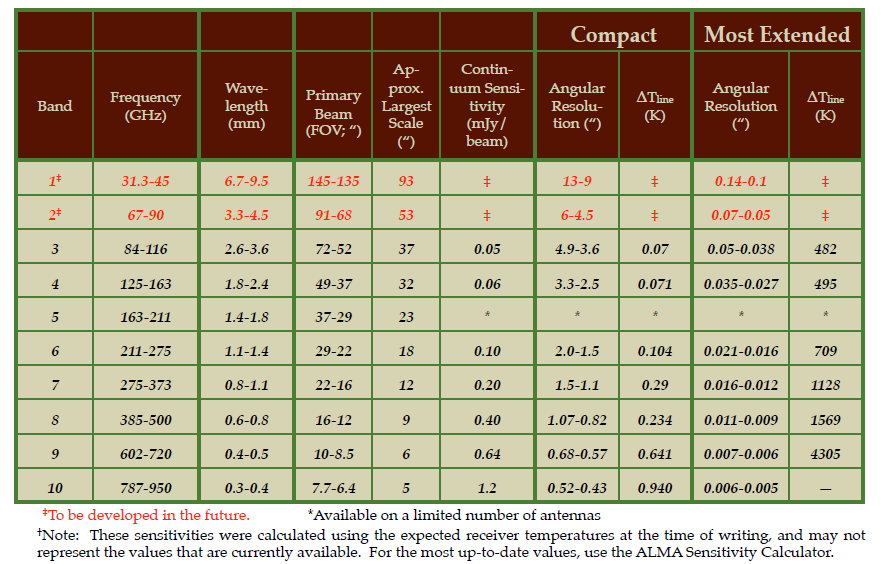 Compact Most Extended
Band Frequency (GHz) Wave-length (mm) Primary Beam (FOV; “) Ap-prox. Largest Scale (“) Contin-uum Sensi-tivity (mJy/beam) Angular Resolu-tion (“) ΔTline (K) Angular Resolution (“) ΔTline (K)
1‡ 31.3-45 6.7-9.5 145-135 93 ‡ 13-9 ‡ 0.14-0.1 ‡
2‡ 67-90 3.3-4.5 91-68 53 ‡ 6-4.5 ‡ 0.07-0.05 ‡
3 84-116 2.6-3.6 72-52 37 0.05 4.9-3.6 0.07 0.05-0.038 482
4 125-163 1.8-2.4 49-37 32 0.06 3.3-2.5 0.071 0.035-0.027 495
5 163-211 1.4-1.8 37-29 23 * * * * *
6 211-275 1.1-1.4 29-22 18 0.10 2.0-1.5 0.104 0.021-0.016 709
7 275-373 0.8-1.1 22-16 12 0.20 1.5-1.1 0.29 0.016-0.012 1128
8 385-500 0.6-0.8 16-12 9 0.40 1.07-0.82 0.234 0.011-0.009 1569
9 602-720 0.4-0.5 10-8.5 6 0.64 0.68-0.57 0.641 0.007-0.006 4305
10 787-950 0.3-0.4 7.7-6.4 5 1.2 0.52-0.43 0.940 0.006-0.005 —
‡To be developed in the future. *Available on a limited number of antennas
†Note: These sensitivities were calculated using the expected receiver temperatures at the time of writing, and may not
represent the values that are currently available. For the most up-to-date values, use the ALMA Sensitivity Calculator.